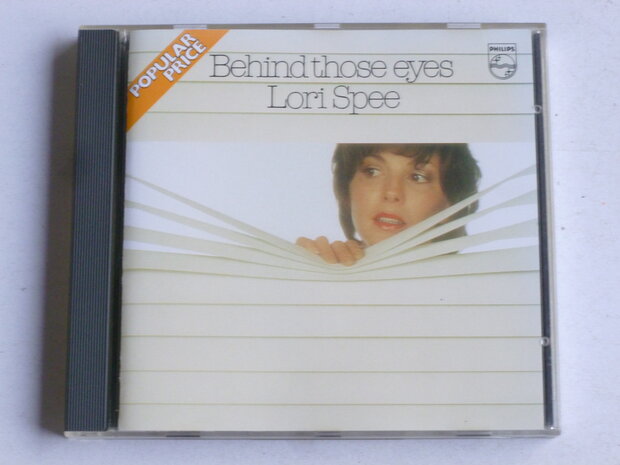 POPULAR
PRICE
Behind those eyes
Lori Spee
PHILIPS